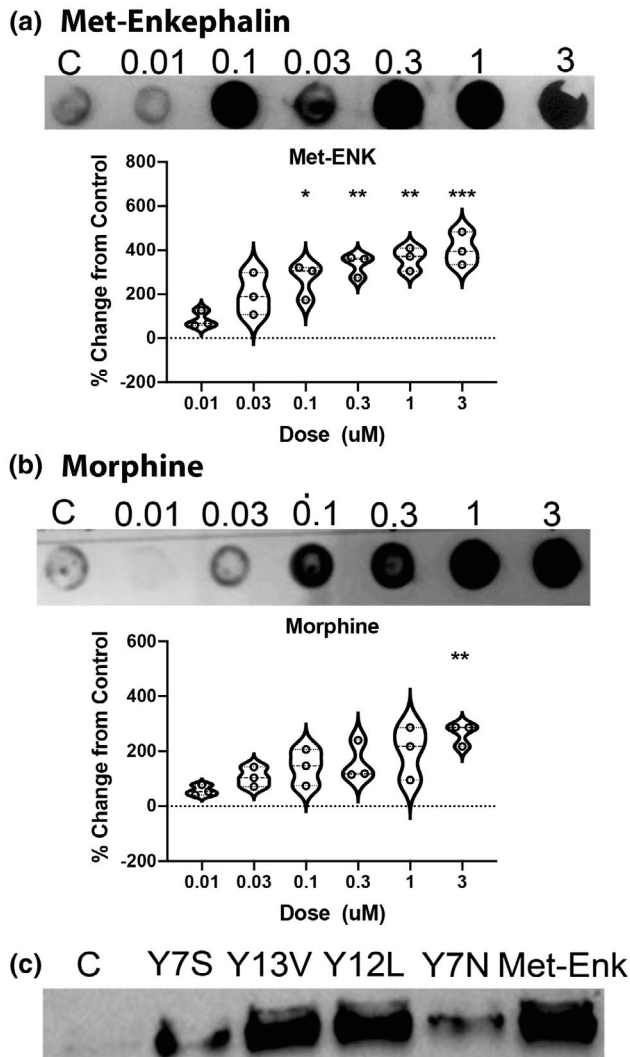 (a) Met-Enkephalin
C 0.01 0.1 0.03 0.3 1 3
Met-ENK
800
600
400
200
0
-200
% Change from Control
* ** ** ***
0.01 0.03 0.1 0.3 1 3
Dose (uM)
(b) Morphine
C 0.01 0.03 0.1 0.3 1 3
Morphine
600
400
200
0
-200
% Change from Control
**
0.01 0.03 0.1 0.3 1 3
Dose (uM)
(c) C Y7S Y13V Y12L Y7N Met-Enk